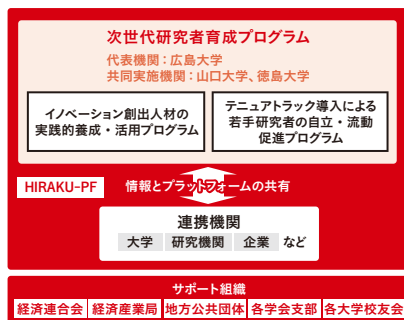 次世代研究者育成プログラム
代表機関：広島大学
共同実施機関：山口大学、徳島大学
イノベーション創出人材の
実践的養成・活用プログラム
テニュアトラック導入による
若手研究者の自立・流動
促進プログラム
HIRAKU-PF 情報とプラットフォームの共有
連携機関
大学 研究機関 企業 など
サポート組織
経済連合会 経済産業局 地方公共団体 各学会支部 各大学校友会